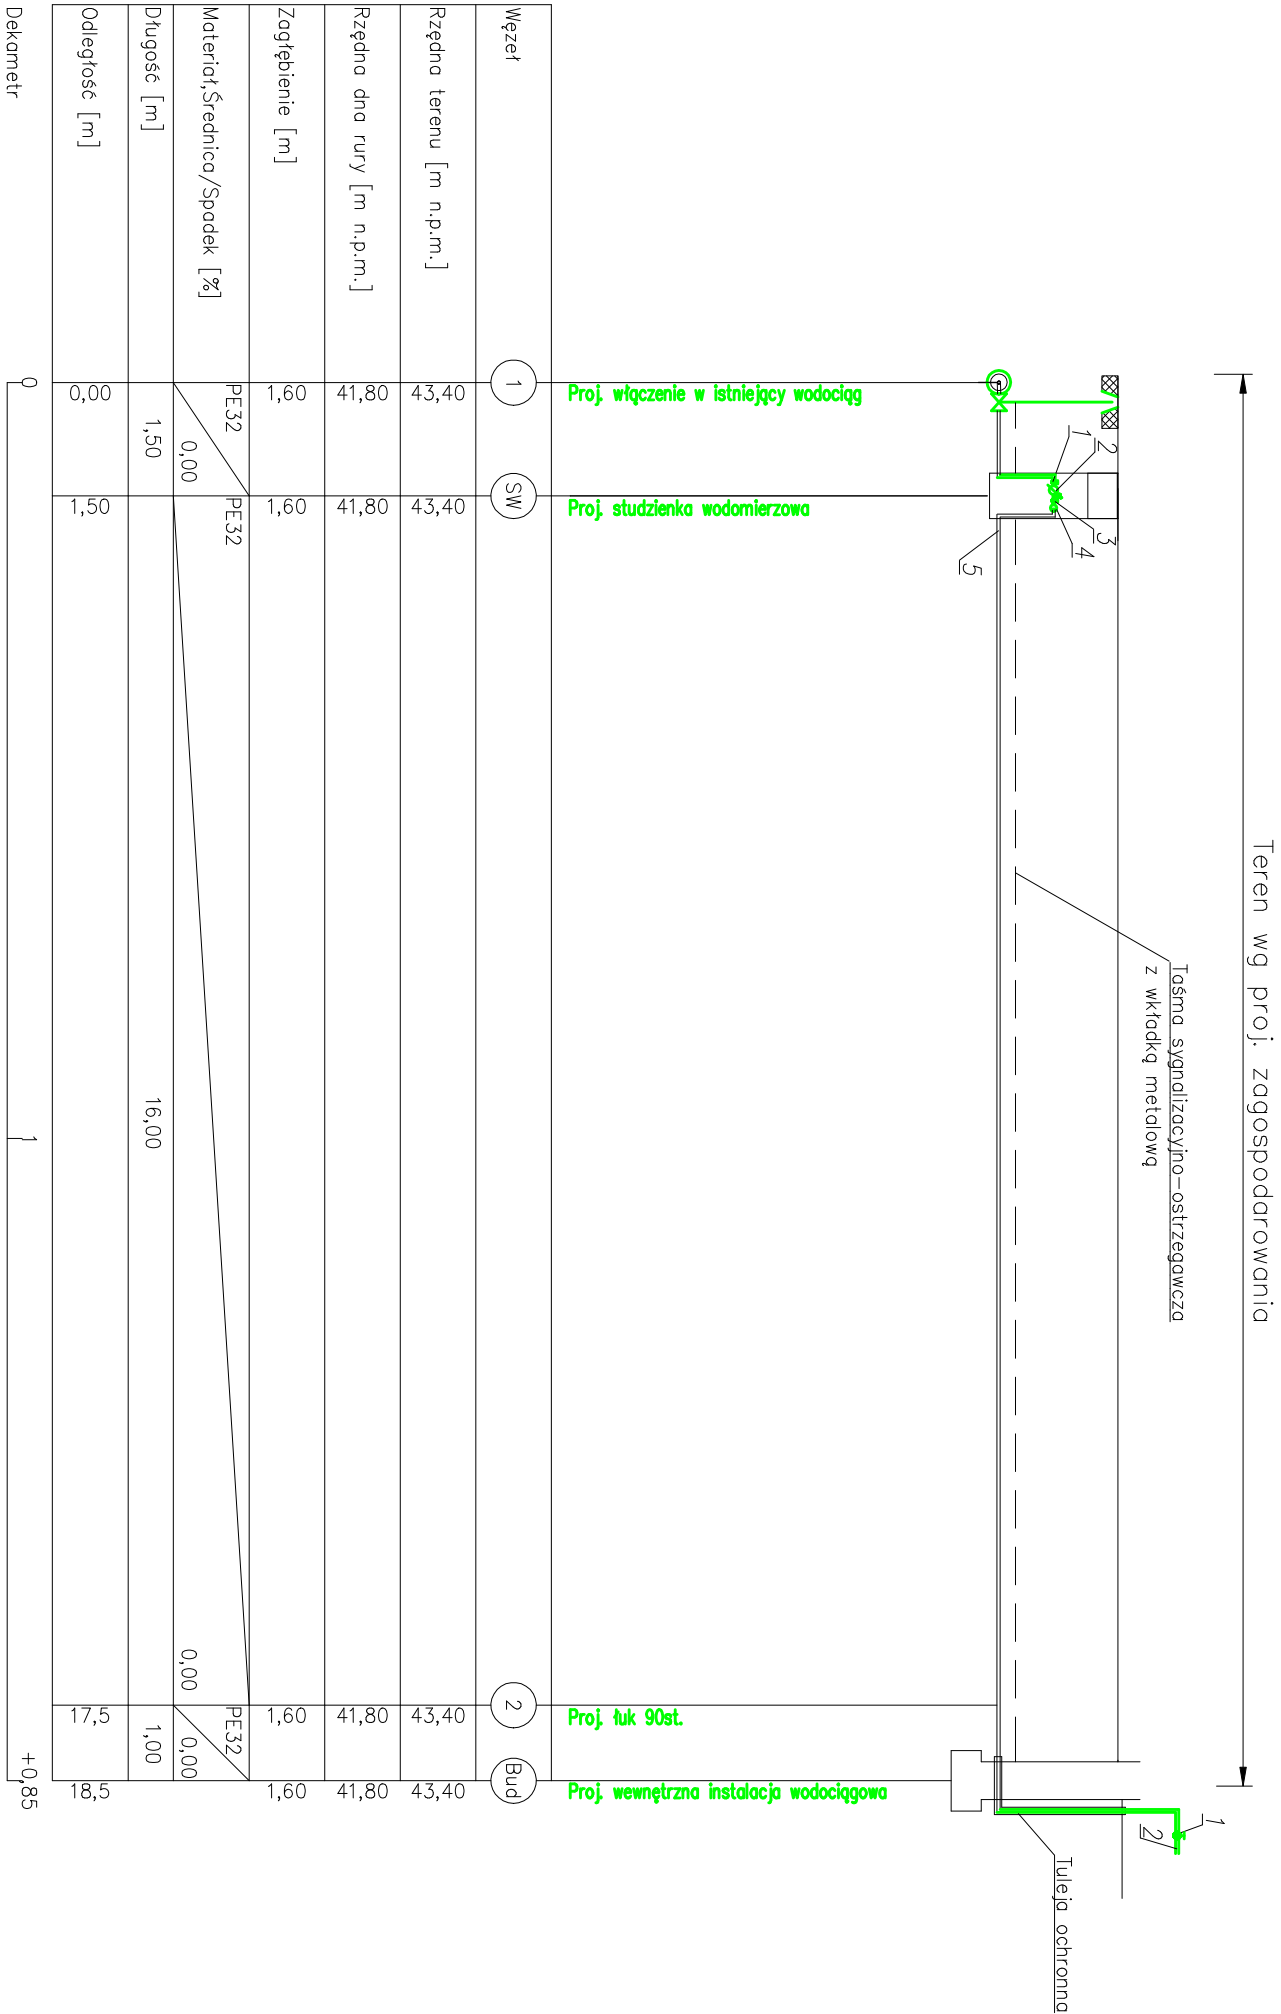 Teren wg proj. zagospodarowania
Taśma sygnalizacyjno-ostrzegawcza
z wkładką metalową
1
2
3
4
5
1
2
Tuleja ochronna
Proj. włączenie w istniejący wodociąg
Proj. studzienka wodomierzowa
Proj. łuk 90st.
Proj. wewnętrzna instalacja wodociągowa
Węzeł 1 SW 2 Bud
Rzędna terenu [m n.p.m.] 43,40 43,40 43,40 43,40
Rzędna dna rury [m n.p.m.] 41,80 41,80 41,80 41,80
Zagłębienie [m] 1,60 1,60 1,60 1,60
Materiał,Średnica/Spadek [%] PE32 0,00 PE32 0,00 PE32 0,00
Długość [m] 1,50 16,00 1,00
Odległość [m] 0,00 1,50 17,5 18,5
Dekametr 0 1 +0,85